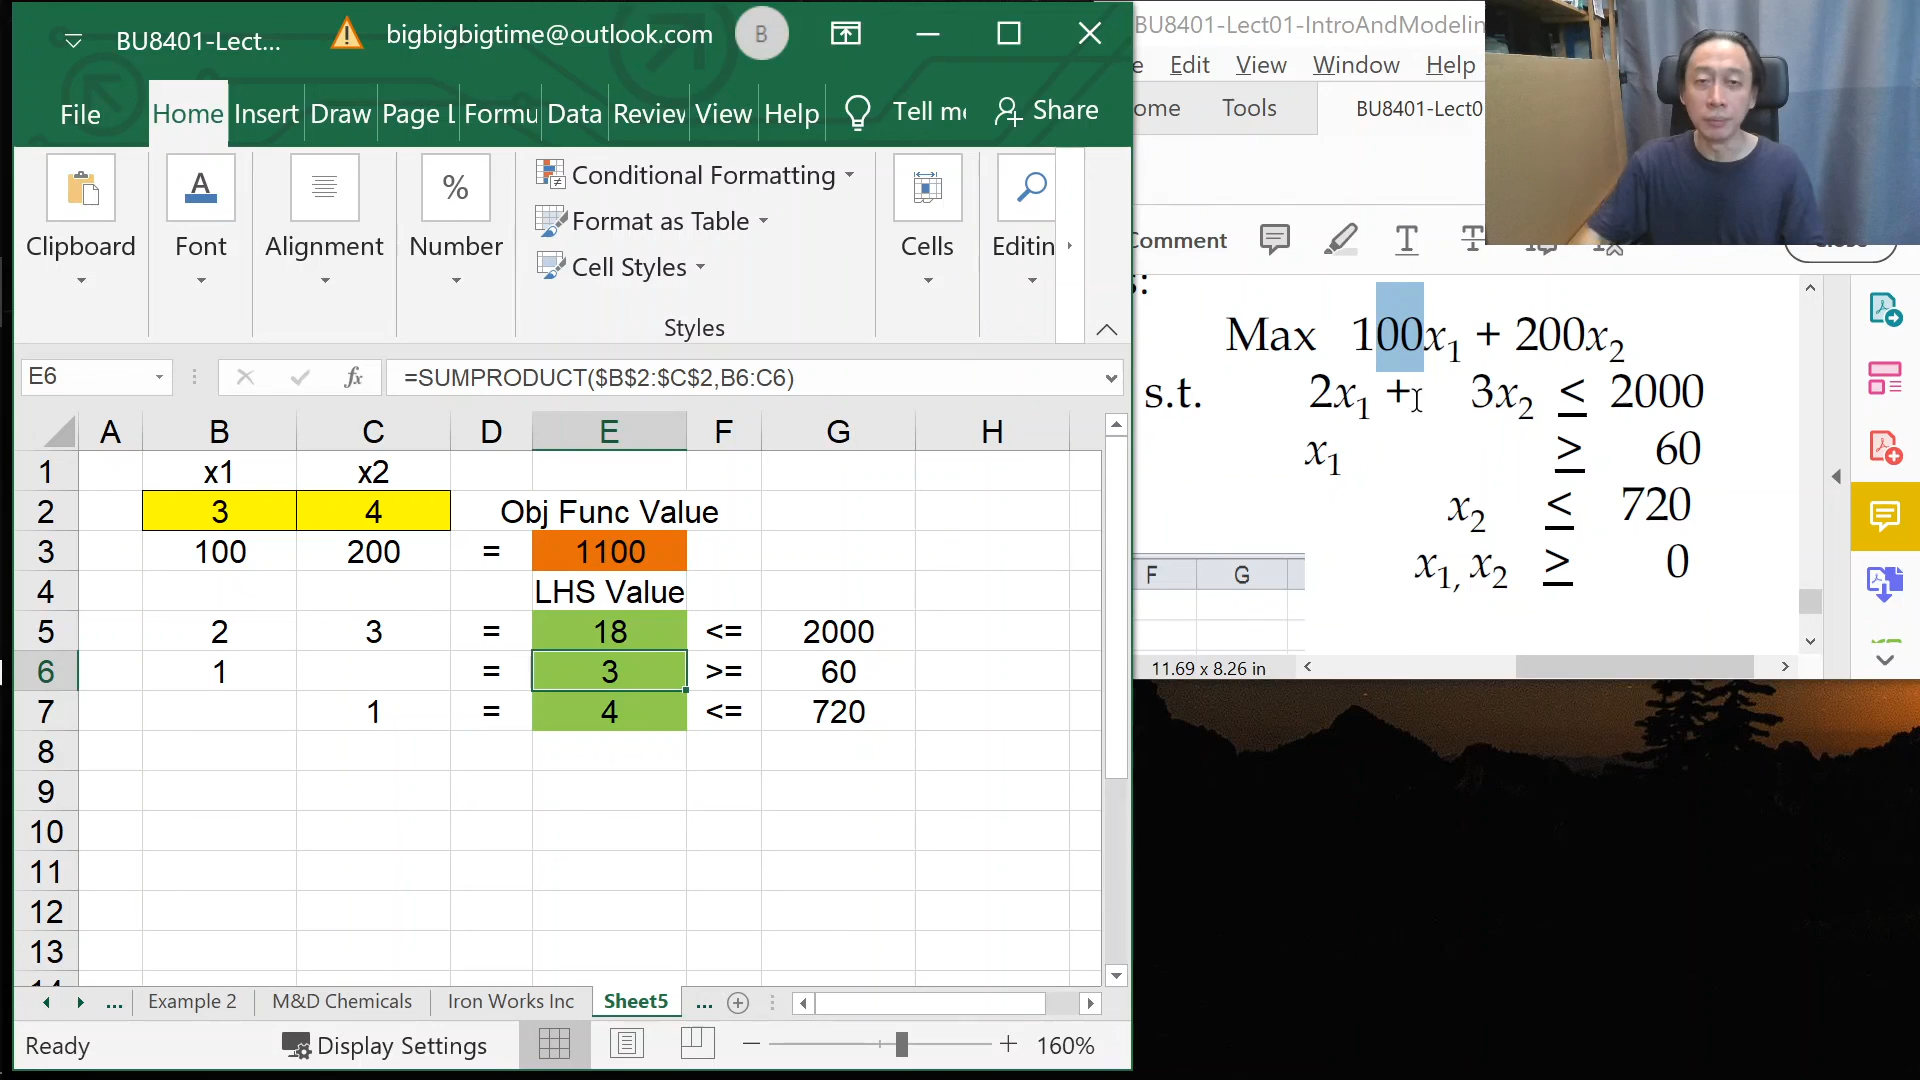 BU8401-Lect...
bigbigbigtime@outlook.com
B
File
Home
Insert
Draw
Page L
Formu
Data
Review
View
Help
Tell me
Share
Clipboard
Font
Alignment
%
Number
Conditional Formatting
Format as Table
Cell Styles
Styles
Cells
Editin
E6
fx
=SUMPRODUCT($B$2:$C$2,B6:C6)
A B C D E F G H
1 x1 x2
2 3 4 Obj Func Value
3 100 200 = 1100
4 LHS Value
5 2 3 = 18 <= 2000
6 1 = 3 >= 60
7 1 = 4 <= 720
8
9
10
11
12
13
14
... Example 2 M&D Chemicals Iron Works Inc Sheet5 ...
Ready
Display Settings
160%
BU8401-Lect01-IntroAndModelin
e Edit View Window Help
ome Tools BU8401-Lect0
omment
s:
Max 100x1 + 200x2
s.t. 2x1 + 3x2 ≤ 2000
x1 ≥ 60
x2 ≤ 720
x1, x2 ≥ 0
F G
11.69 x 8.26 in